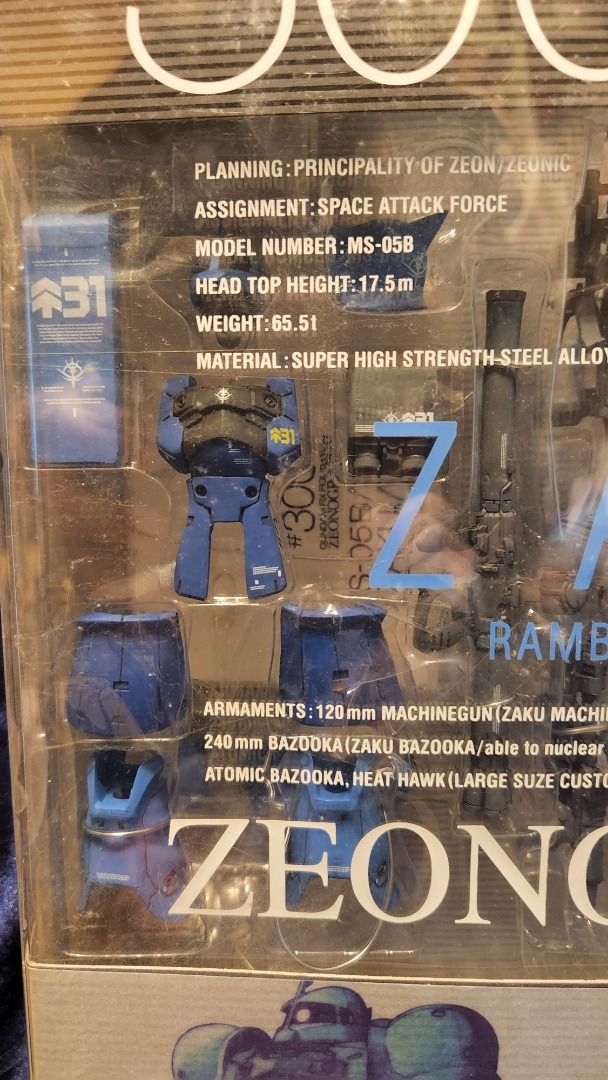 300
PLANNING:PRINCIPALITY OF ZEON/ZEONIC
ASSIGNMENT:SPACE ATTACK FORCE
MODEL NUMBER:MS-05B
HEAD TOP HEIGHT:17.5m
WEIGHT:65.5t
MATERIAL:SUPER HIGH STRENGTH-STEEL ALLOY
31
31
31
#300
Z
RAMB
ARMAMENTS:120mm MACHINEGUN(ZAKU MACHI
240mm BAZOOKA(ZAKU BAZOOKA/able to nuclear
ATOMIC BAZOOKA, HEAT HAWK(LARGE SUZE CUSTO
ZEONO